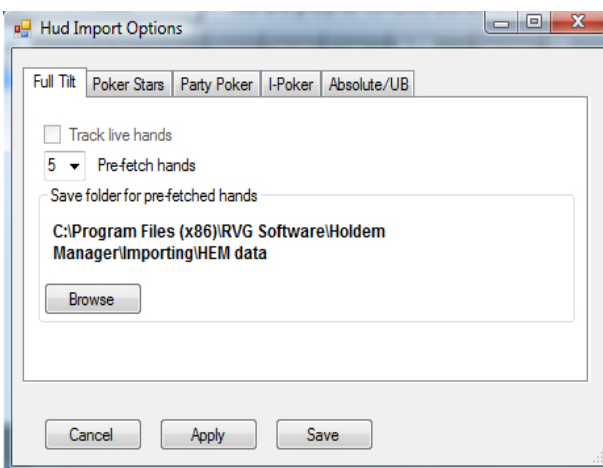 Hud Import Options
Full Tilt Poker Stars Party Poker I-Poker Absolute/UB
Track live hands
5 Pre-fetch hands
Save folder for pre-fetched hands
C:\Program Files (x86)\RVG Software\Holdem
Manager\Importing\HEM data
Browse
Cancel Apply Save